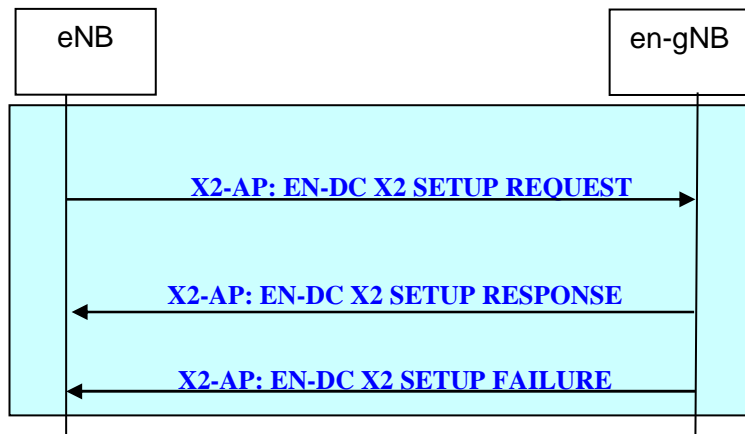 eNB
en-gNB
X2-AP: EN-DC X2 SETUP REQUEST
X2-AP: EN-DC X2 SETUP RESPONSE
X2-AP: EN-DC X2 SETUP FAILURE